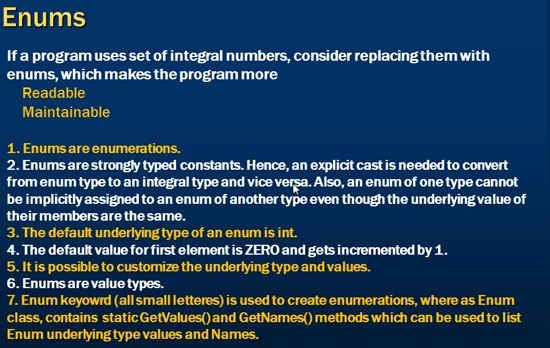 Enums
If a program uses set of integral numbers, consider replacing them with
enums, which makes the program more
Readable
Maintainable
1. Enums are enumerations.
2. Enums are strongly typed constants. Hence, an explicit cast is needed to convert
from enum type to an integral type and vice versa. Also, an enum of one type cannot
be implicitly assigned to an enum of another type even though the underlying value of
their members are the same.
3. The default underlying type of an enum is int.
4. The default value for first element is ZERO and gets incremented by 1.
5. It is possible to customize the underlying type and values.
6. Enums are value types.
7. Enum keyowrd (all small letteres) is used to create enumerations, where as Enum
class, contains static GetValues() and GetNames() methods which can be used to list
Enum underlying type values and Names.